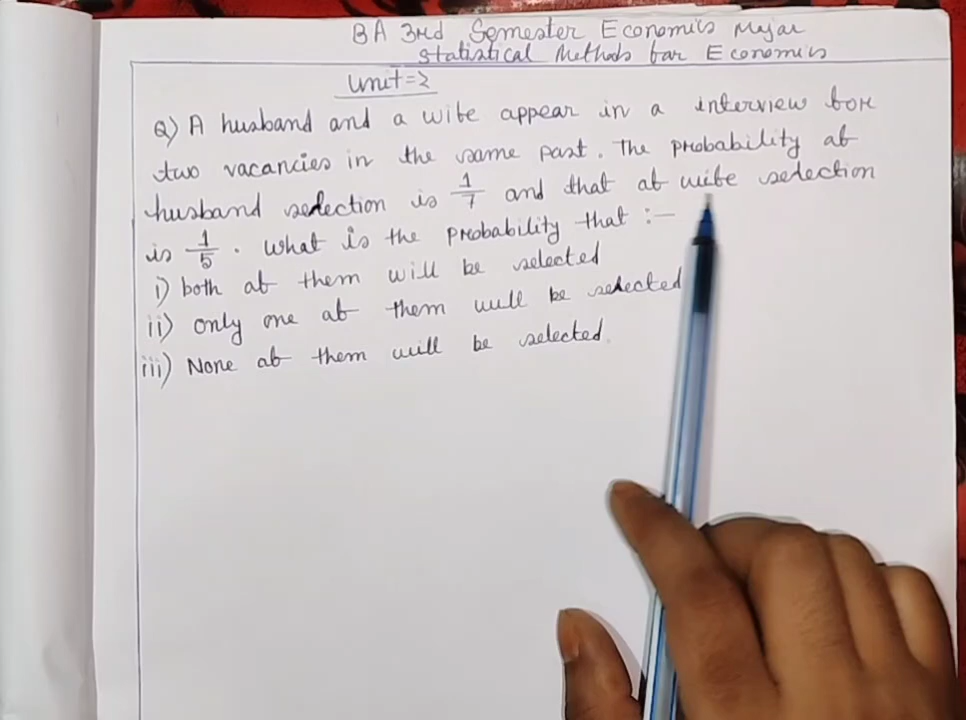 BA 3rd Semester Economics Major
Statistical Methods for Economics
Unit=2
Q) A husband and a wife appear in a interview for
two vacancies in the same post. The probability of
husband selection is 1/7 and that of wife selection
is 1/5. What is the probability that :-
i) both of them will be selected
ii) only one of them will be selected
iii) None of them will be selected.